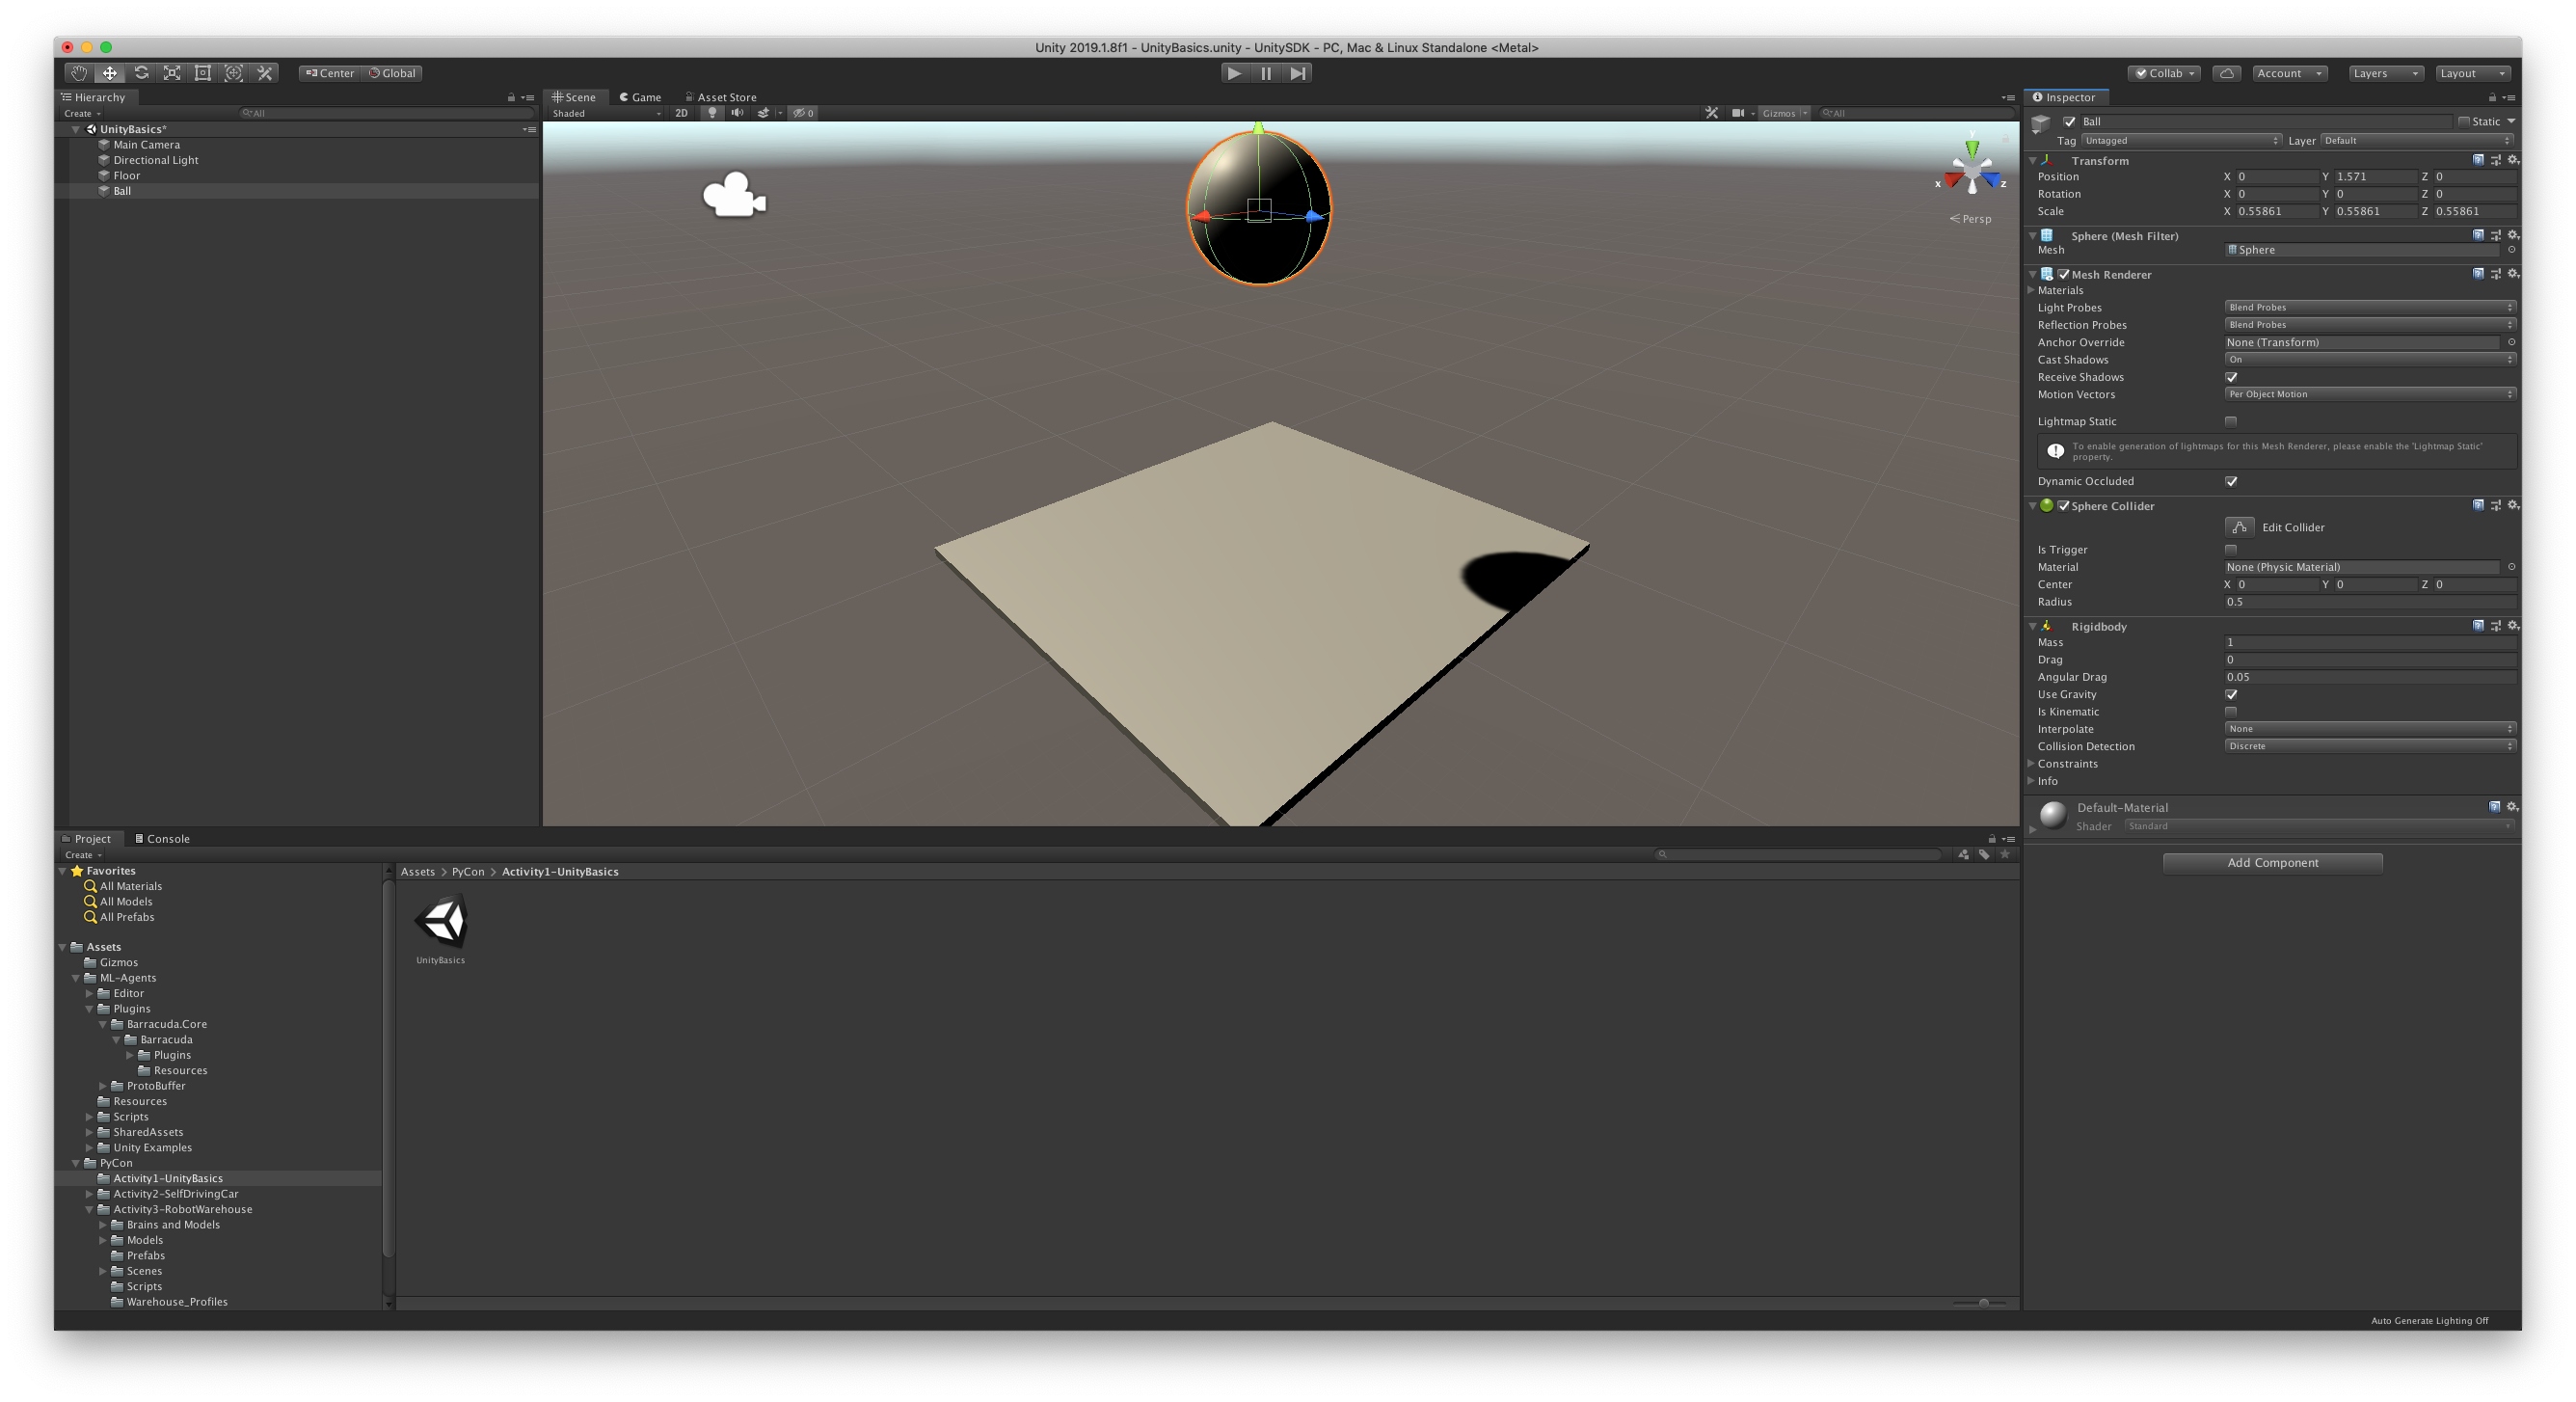 Unity 2019.1.8f1 - UnityBasics.unity - UnitySDK - PC, Mac & Linux Standalone <Metal>
Center Global
Collab Account Layers Layout
Hierarchy
Create All
UnityBasics*
Main Camera
Directional Light
Floor
Ball
Scene Game Asset Store
Shaded 2D 0 Gizmos All
y
x z
Persp
Inspector
Ball Static
Tag Untagged Layer Default
Transform
Position X 0 Y 1.571 Z 0
Rotation X 0 Y 0 Z 0
Scale X 0.55861 Y 0.55861 Z 0.55861
Sphere (Mesh Filter)
Mesh Sphere
Mesh Renderer
Materials
Light Probes Blend Probes
Reflection Probes Blend Probes
Anchor Override None (Transform)
Cast Shadows On
Receive Shadows
Motion Vectors Per Object Motion
Lightmap Static
To enable generation of lightmaps for this Mesh Renderer, please enable the 'Lightmap Static'
property.
Dynamic Occluded
Sphere Collider
Edit Collider
Is Trigger
Material None (Physic Material)
Center X 0 Y 0 Z 0
Radius 0.5
Rigidbody
Mass 1
Drag 0
Angular Drag 0.05
Use Gravity
Is Kinematic
Interpolate None
Collision Detection Discrete
Constraints
Info
Default-Material
Shader Standard
Add Component
Project Console
Create
Favorites
All Materials
All Models
All Prefabs
Assets
Gizmos
ML-Agents
Editor
Plugins
Barracuda.Core
Barracuda
Plugins
Resources
ProtoBuffer
Resources
Scripts
SharedAssets
Unity Examples
PyCon
Activity1-UnityBasics
Activity2-SelfDrivingCar
Activity3-RobotWarehouse
Brains and Models
Models
Prefabs
Scenes
Scripts
Warehouse_Profiles
Assets PyCon Activity1-UnityBasics
UnityBasics
Auto Generate Lighting Off